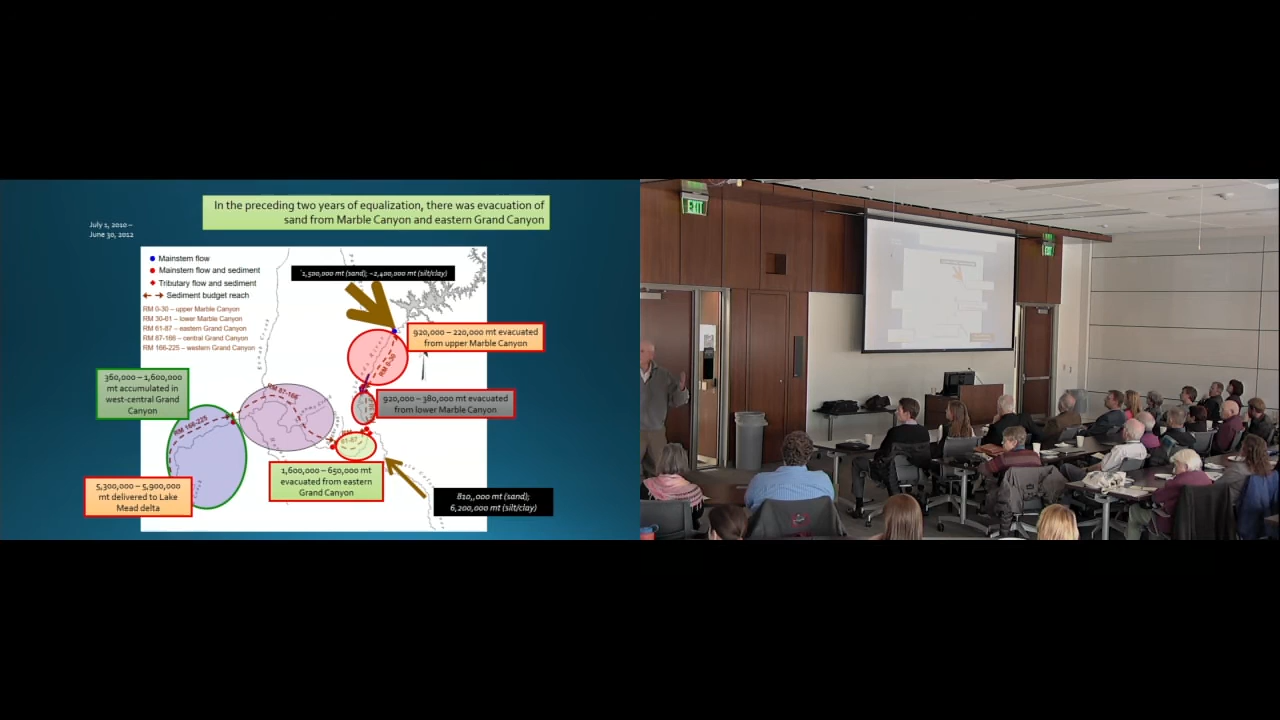 In the preceding two years of equalization, there was evacuation of
sand from Marble Canyon and eastern Grand Canyon
July 1, 2010 –
June 30, 2012
Mainstem flow
Mainstem flow and sediment
Tributary flow and sediment
Sediment budget reach
RM 0-30 – upper Marble Canyon
RM 30-61 – lower Marble Canyon
RM 61-87 – eastern Grand Canyon
RM 87-166 – central Grand Canyon
RM 166-225 – western Grand Canyon
~2,500,000 mt (sand); ~2,400,000 mt (silt/clay)
920,000 – 220,000 mt evacuated
from upper Marble Canyon
RM 0-30
360,000 – 1,600,000
mt accumulated in
west-central Grand
Canyon
RM 87-166
920,000 – 380,000 mt evacuated
from lower Marble Canyon
RM 166-225
61-87
1,600,000 – 650,000 mt
evacuated from eastern
Grand Canyon
5,300,000 – 5,900,000
mt delivered to Lake
Mead delta
810,,000 mt (sand);
6,200,000 mt (silt/clay)
EXIT
EXIT